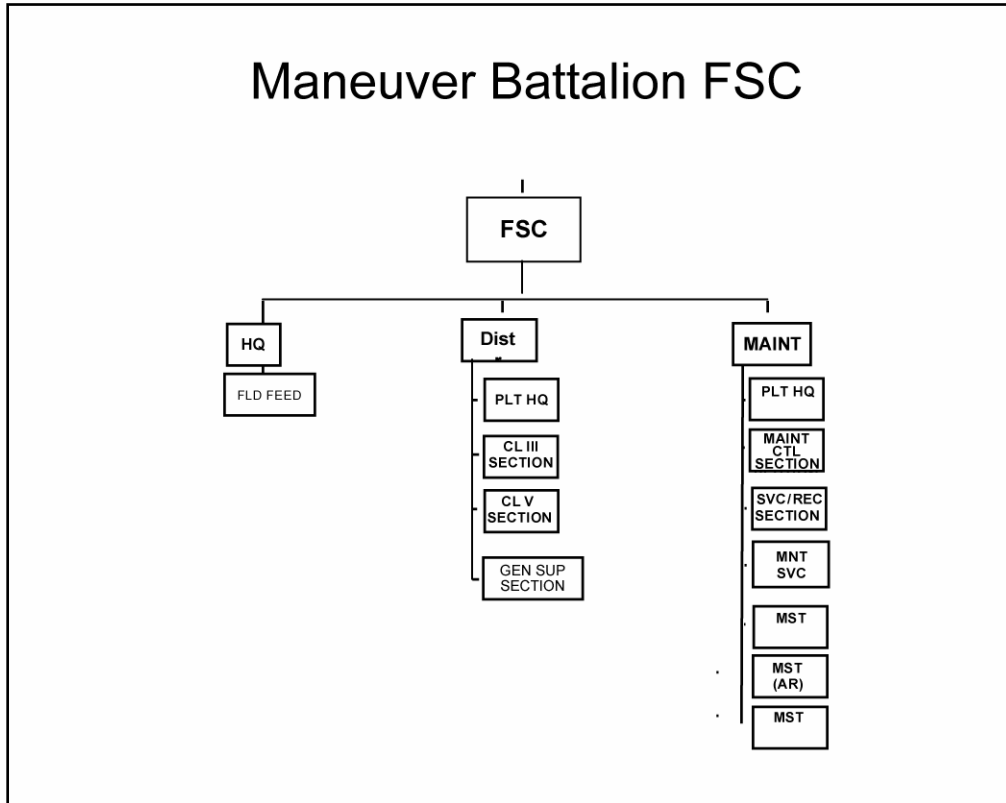 Maneuver Battalion FSC
FSC
HQ
FLD FEED
Dist
PLT HQ
CL III
SECTION
CL V
SECTION
GEN SUP
SECTION
MAINT
PLT HQ
MAINT
CTL
SECTION
SVC/REC
SECTION
MNT
SVC
MST
MST
(AR)
MST